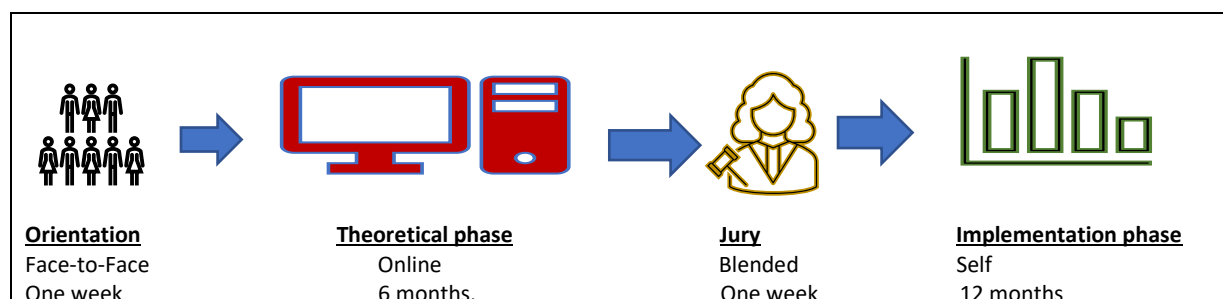 Orientation Theoretical phase Jury Implementation phase
Face-to-Face Online Blended Self
One week 6 months. One week 12 months